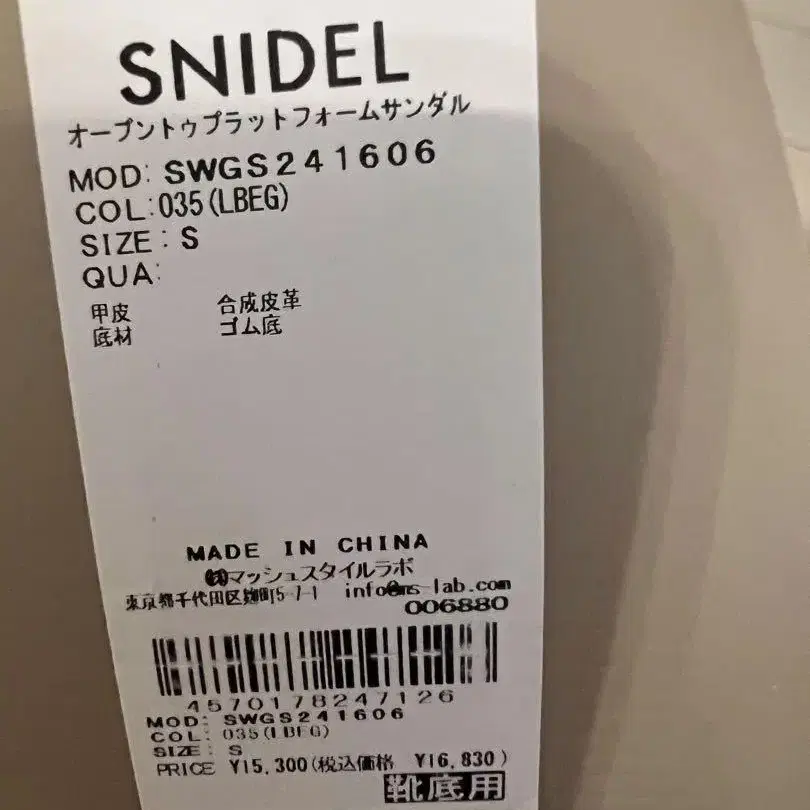 SNIDEL
オープントゥプラットフォームサンダル
MOD: SWGS241606
COL:035(LBEG)
SIZE:S
QUA:
甲皮 合成皮革
底材 ゴム底
MADE IN CHINA
㈱マッシュスタイルラボ
東京都千代田区麹町5-7-1 info@ms-lab.com
006880
4570178247126
MOD: SWGS241606
COL: 035(LBEG)
SIZE: S
PRICE ¥15,300(税込価格 ¥16,830)
靴底用